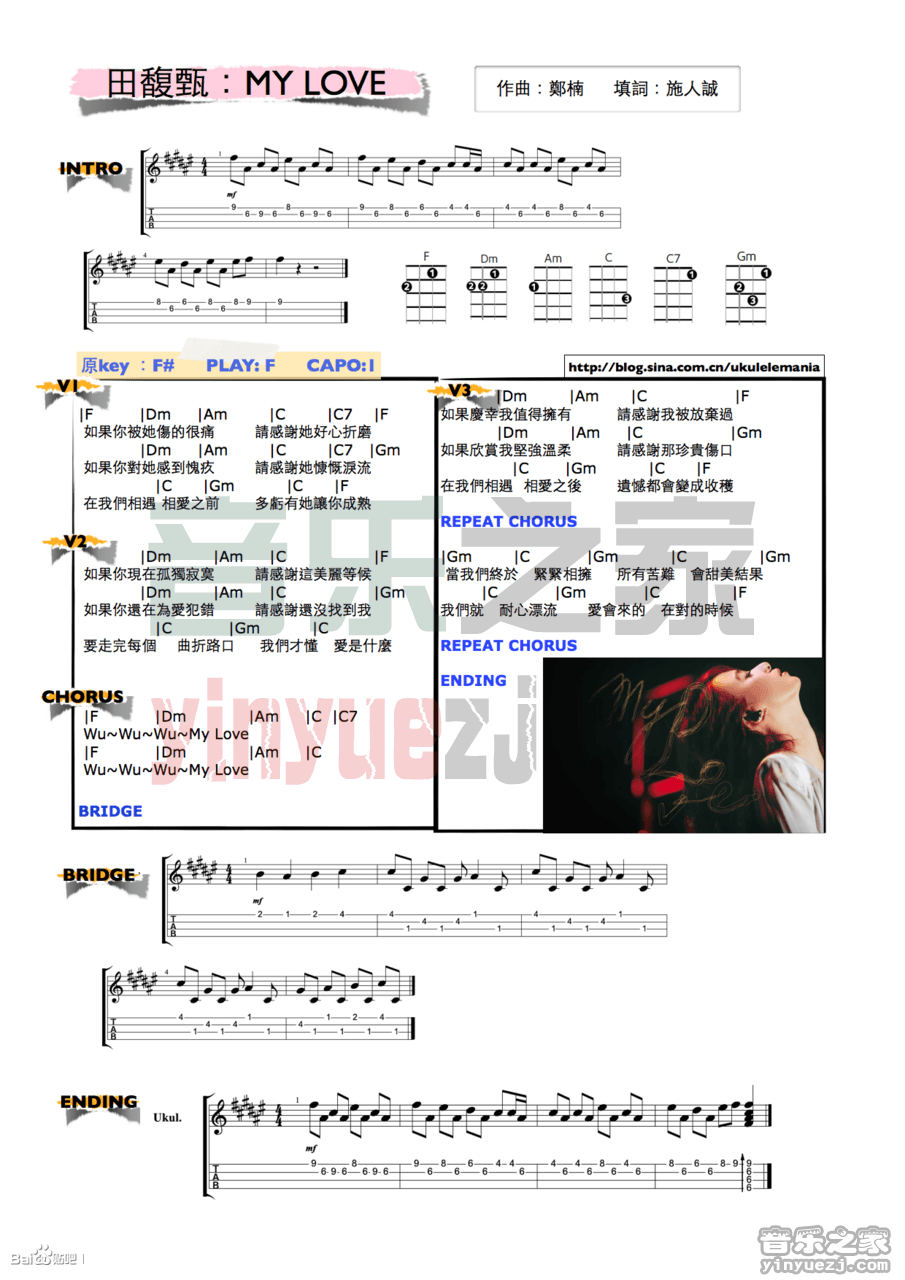 田馥甄：MY LOVE
作曲：鄭楠 填詞：施人誠
INTRO
1
4 4
mf
9 8 9 8 6 4 4 4 4 8 4
6 9 6 6 9 6 6 6 6 6 6 6
4
8 8 6 8 9 9
6 6 6
F Dm Am C C7 Gm
1 1 1 1
2 2 2 1 3 2 3
原key ：F# PLAY: F CAPO:1
http://blog.sina.com.cn/ukulelemania
V1
|F |Dm |Am |C |C7 |F
如果你被她傷的很痛 請感謝她好心折磨
|Dm |Am |C |C7 |Gm
如果你對她感到愧疚 請感謝她慷慨淚流
|C |Gm |C |F
在我們相遇 相愛之前 多虧有她讓你成熟
V2
|Dm |Am |C |F
如果你現在孤獨寂寞 請感謝這美麗等候
|Dm |Am |C |Gm
如果你還在為愛犯錯 請感謝還沒找到我
|C |Gm |C
要走完每個 曲折路口 我們才懂 愛是什麼
CHORUS
|F |Dm |Am |C |C7
Wu~Wu~Wu~My Love
|F |Dm |Am |C
Wu~Wu~Wu~My Love
BRIDGE
V3
|Dm |Am |C |F
如果慶幸我值得擁有 請感謝我被放棄過
|Dm |Am |C |Gm
如果欣賞我堅強溫柔 請感謝那珍貴傷口
|C |Gm |C |F
在我們相遇 相愛之後 遺憾都會變成收穫
REPEAT CHORUS
|Gm |C |Gm |C |Gm
當我們終於 緊緊相擁 所有苦難 會甜美結果
|C |Gm |C |F
我們就 耐心漂流 愛會來的 在對的時候
REPEAT CHORUS
ENDING
音乐之家
yinyuezj
BRIDGE
1
4 4
mf
2 1 2 4 4 4 1 4 4 1
1 4 1 1 4 1
4
4 4 1 1 2 4
1 4 1 4 1 1
ENDING
Ukul.
1
4 4
mf
9 8 9 8 6 4 4 4 4 8 4 8 6 8 9 9
6 9 6 6 9 6 6 6 6 6 6 6 6 6 6 6
6
6
Bai 贴吧
音乐之家
yinyuezj.com